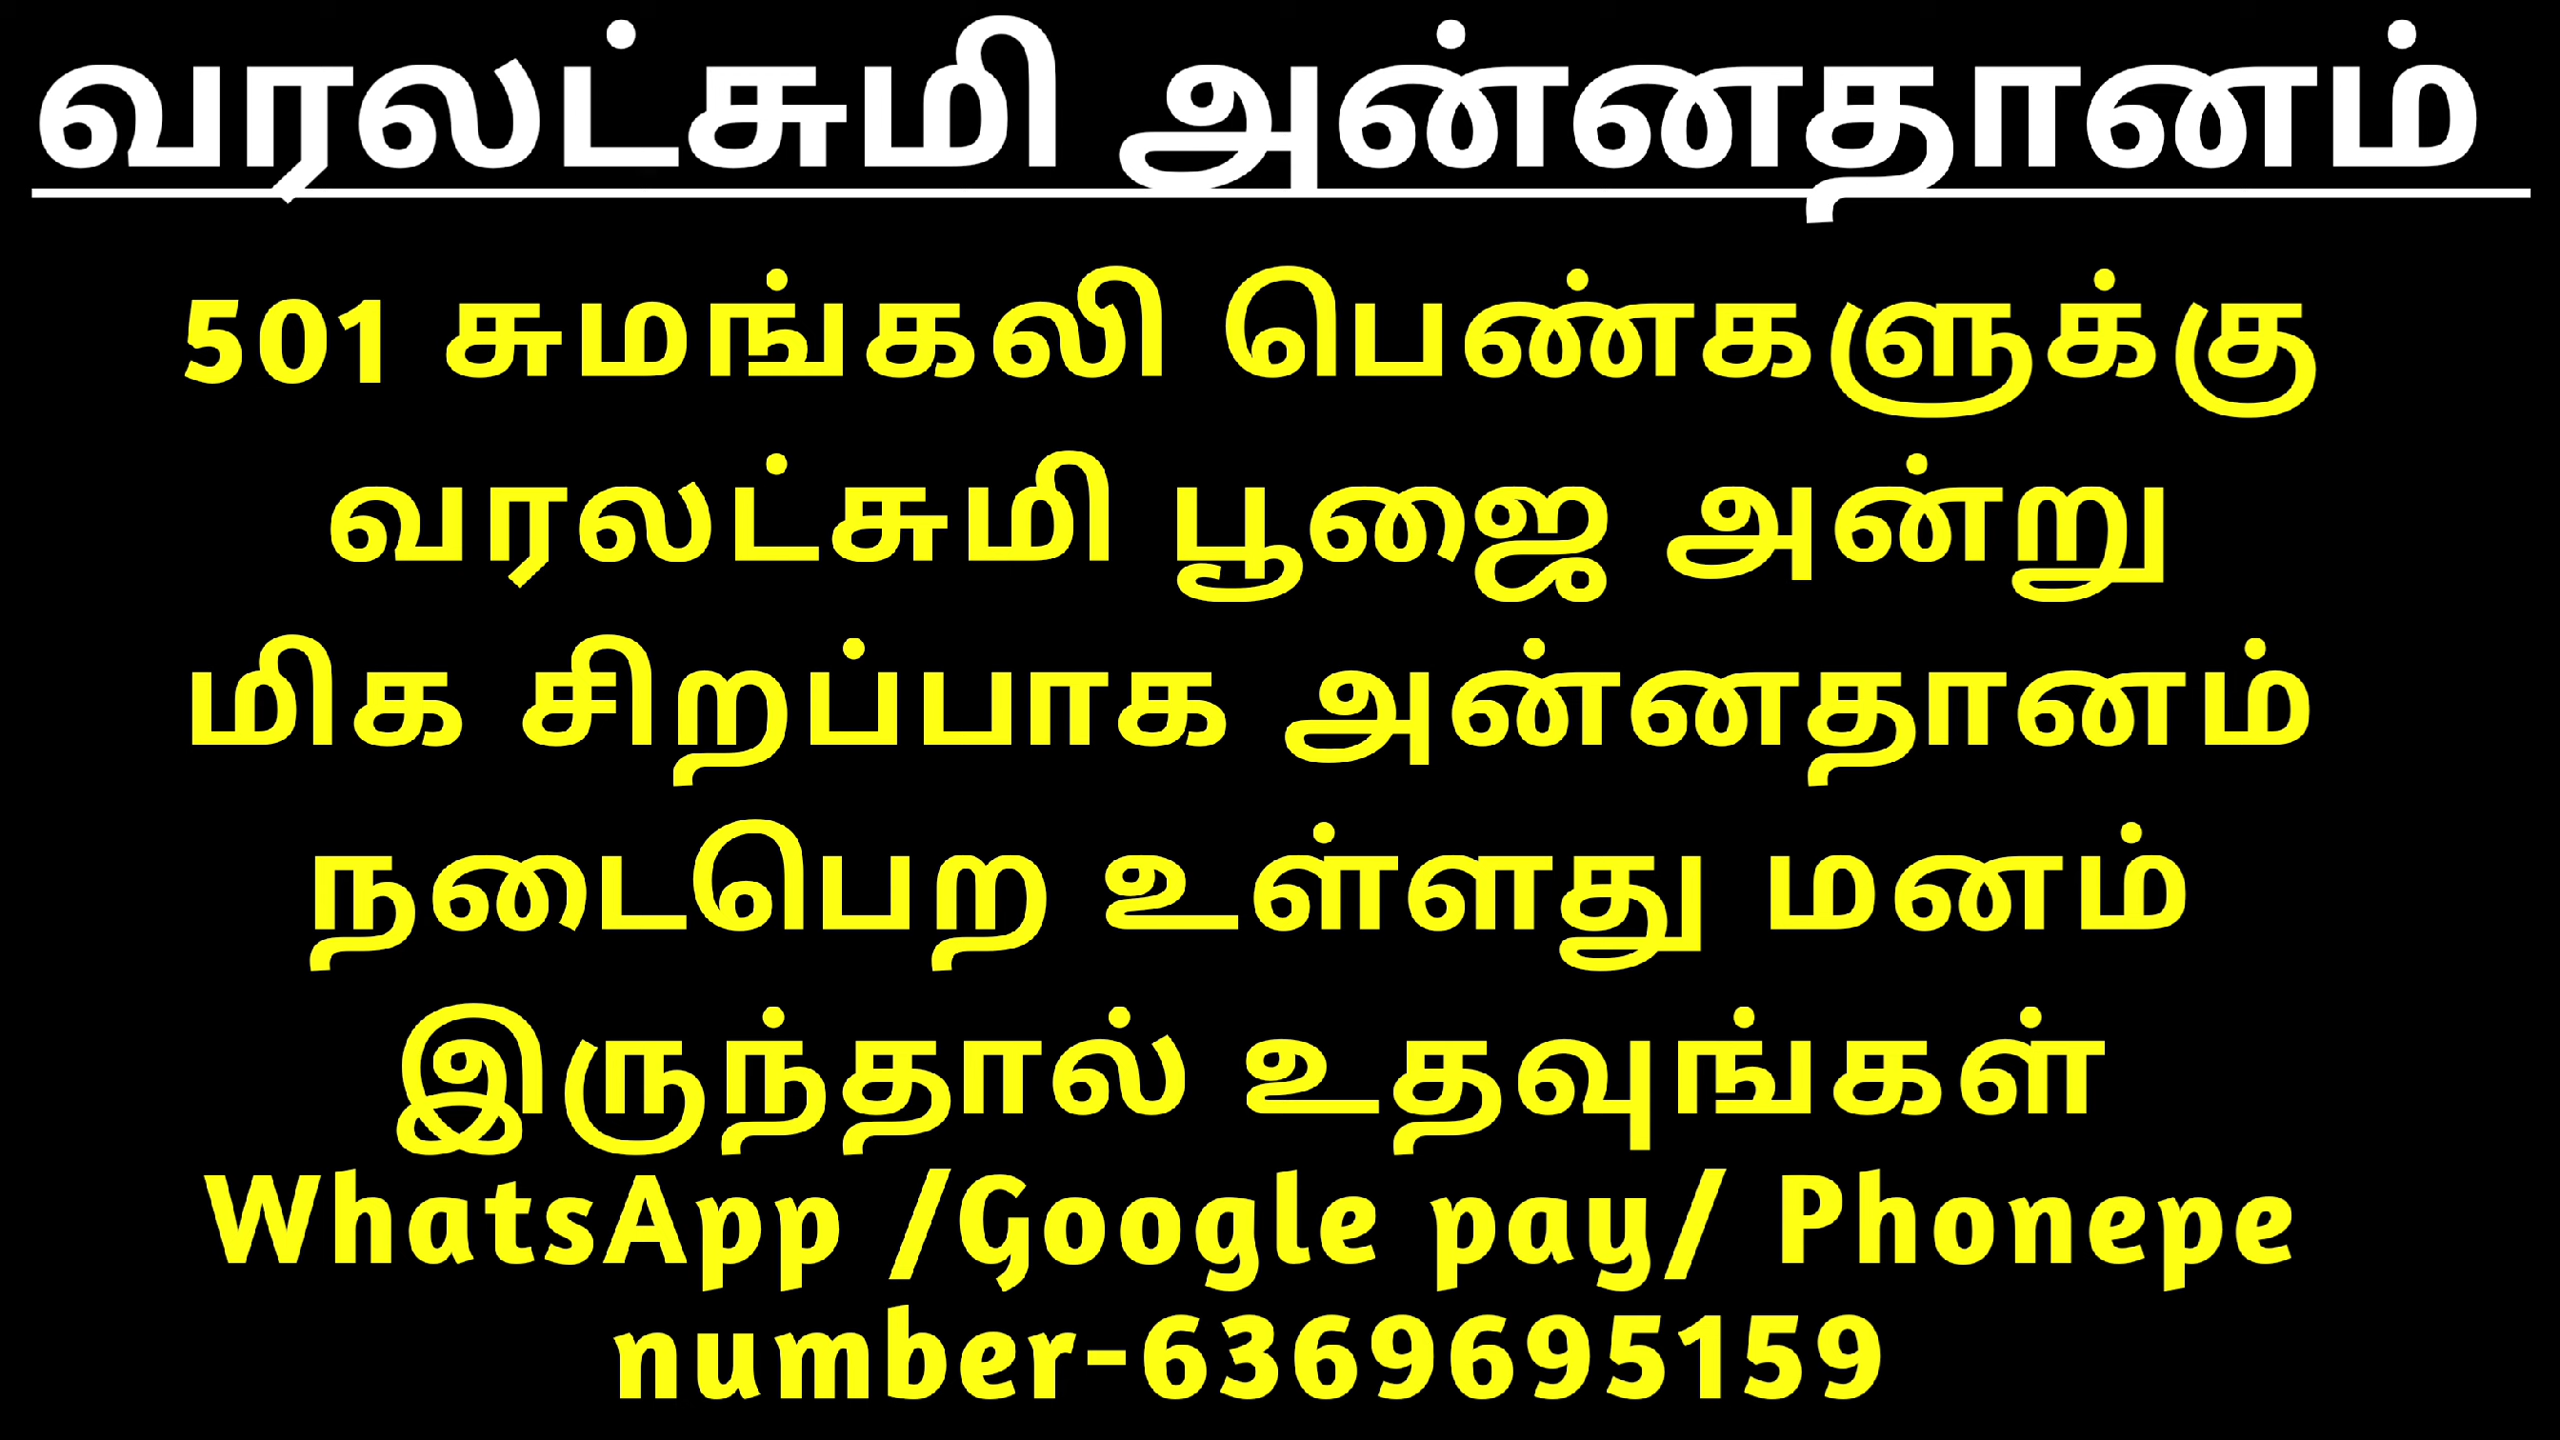 வரலட்சுமி அன்னதானம்
501 சுமங்கலி பெண்களுக்கு
வரலட்சுமி பூஜை அன்று
மிக சிறப்பாக அன்னதானம்
நடைபெற உள்ளது மனம்
இருந்தால் உதவுங்கள்
WhatsApp /Google pay/ Phonepe
number-6369695159